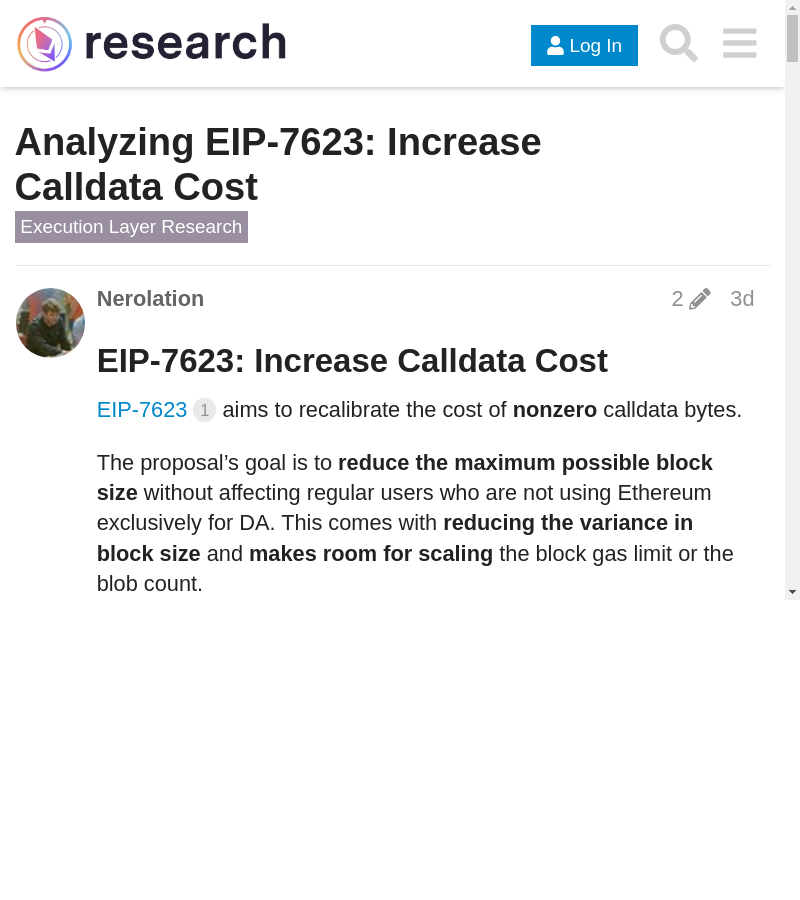 research
Log In
Analyzing EIP-7623: Increase
Calldata Cost
Execution Layer Research
Nerolation
2
3d
EIP-7623: Increase Calldata Cost
EIP-7623 1 aims to recalibrate the cost of nonzero calldata bytes.
The proposal’s goal is to reduce the maximum possible block
size without affecting regular users who are not using Ethereum
exclusively for DA. This comes with reducing the variance in
block size and makes room for scaling the block gas limit or the
blob count.